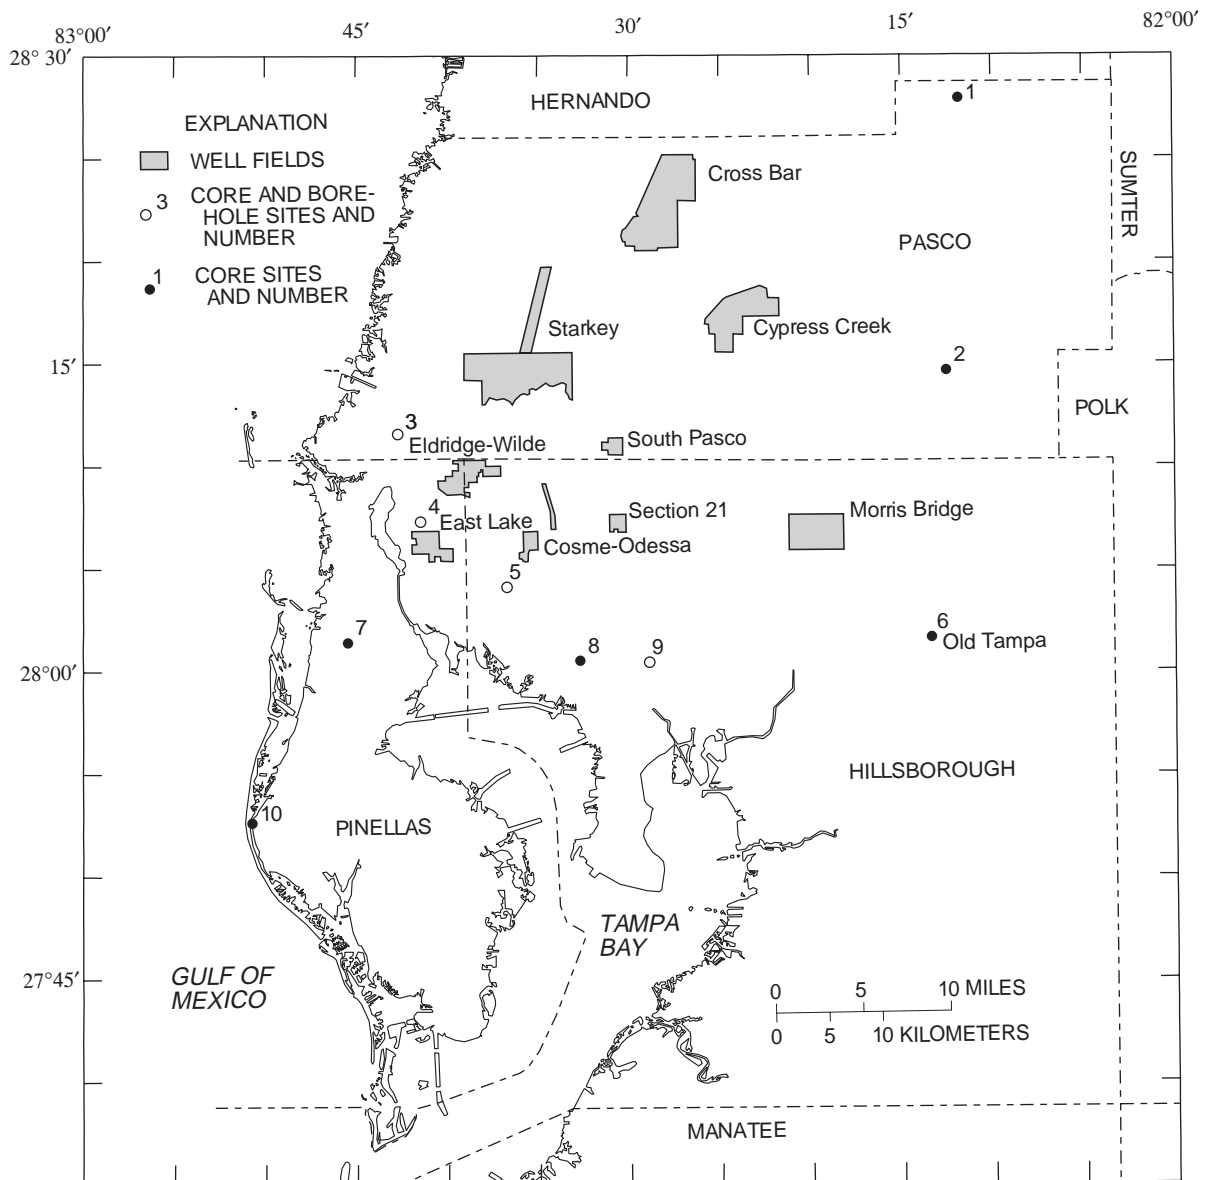 83°00′
45′
30′
15′
82°00′
28° 30′
HERNANDO
1
EXPLANATION
WELL FIELDS
3
CORE AND BORE-
HOLE SITES AND
NUMBER
1
CORE SITES
AND NUMBER
Cross Bar
SUMTER
PASCO
Starkey
Cypress Creek
2
15′
POLK
3
Eldridge-Wilde
South Pasco
4
East Lake
Section 21
Morris Bridge
Cosme-Odessa
5
7
8
9
6
Old Tampa
28°00′
HILLSBOROUGH
10
PINELLAS
TAMPA
BAY
27°45′
GULF OF
MEXICO
0 5 10 MILES
0 5 10 KILOMETERS
MANATEE